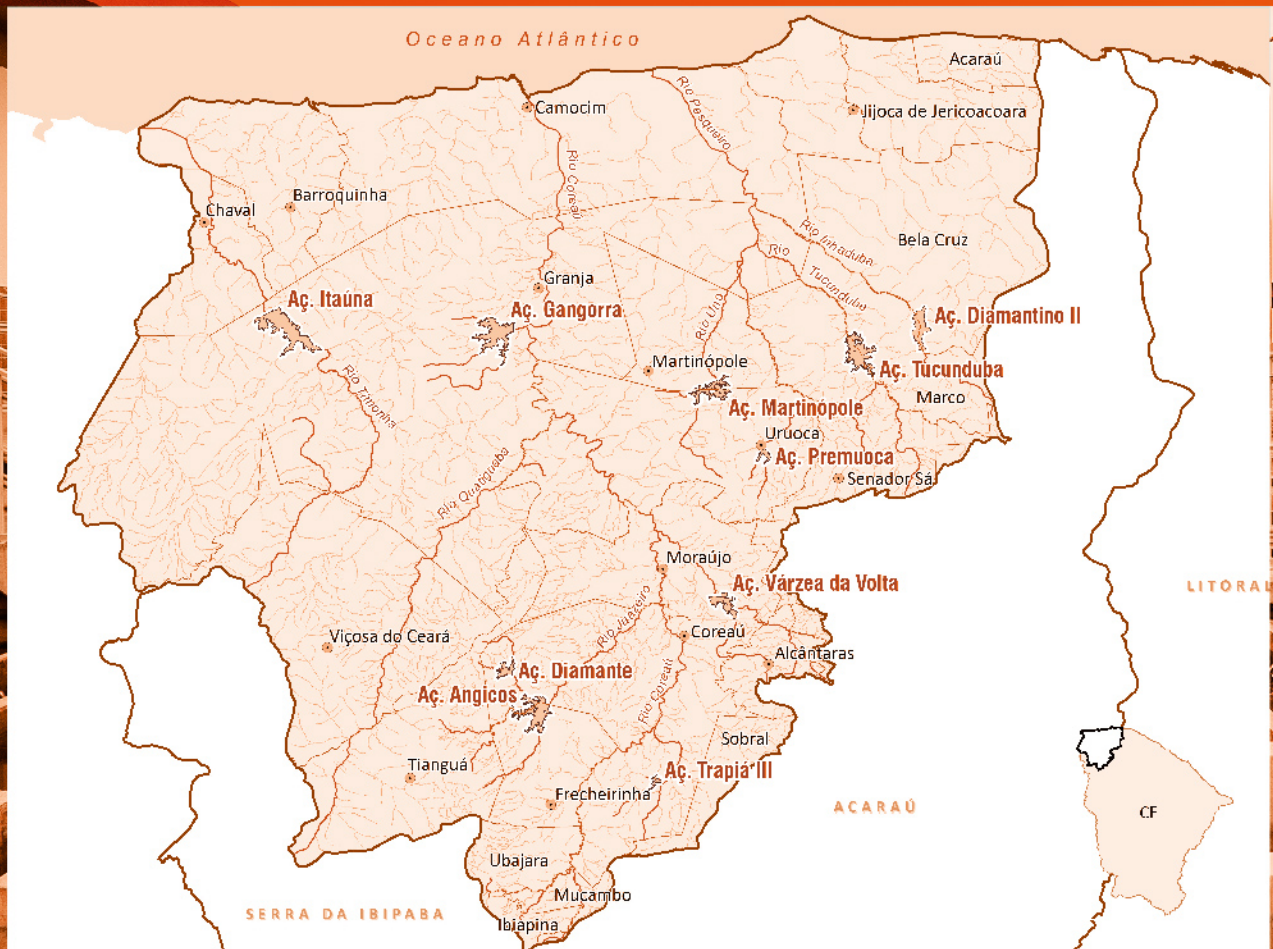 Oceano Atlântico
Acaraú
Camocim
Jijoca de Jericoacoara
Rio Pesqueiro
Rio Coreaú
Barroquinha
Chaval
Rio Inhaduba
Bela Cruz
Rio Tucunduba
Granja
Aç. Itaúna
Aç. Gangorra
Rio Una
Aç. Diamantino II
Martinópole
Aç. Tucunduba
Rio Timonha
Marco
Aç. Martinópole
Uruoca
Aç. Premuoca
Senador Sá
Rio Quatiguaba
Moraújo
Aç. Várzea da Volta
LITORAL
Rio Juazeiro
Coreaú
Viçosa do Ceará
Alcântaras
Aç. Diamante
Aç. Angicos
Rio Coreaú
Sobral
Tianguá
Aç. Trapiá III
Frecheirinha
ACARAÚ
CE
Ubajara
Mucambo
SERRA DA IBIPABA
Ibiapina